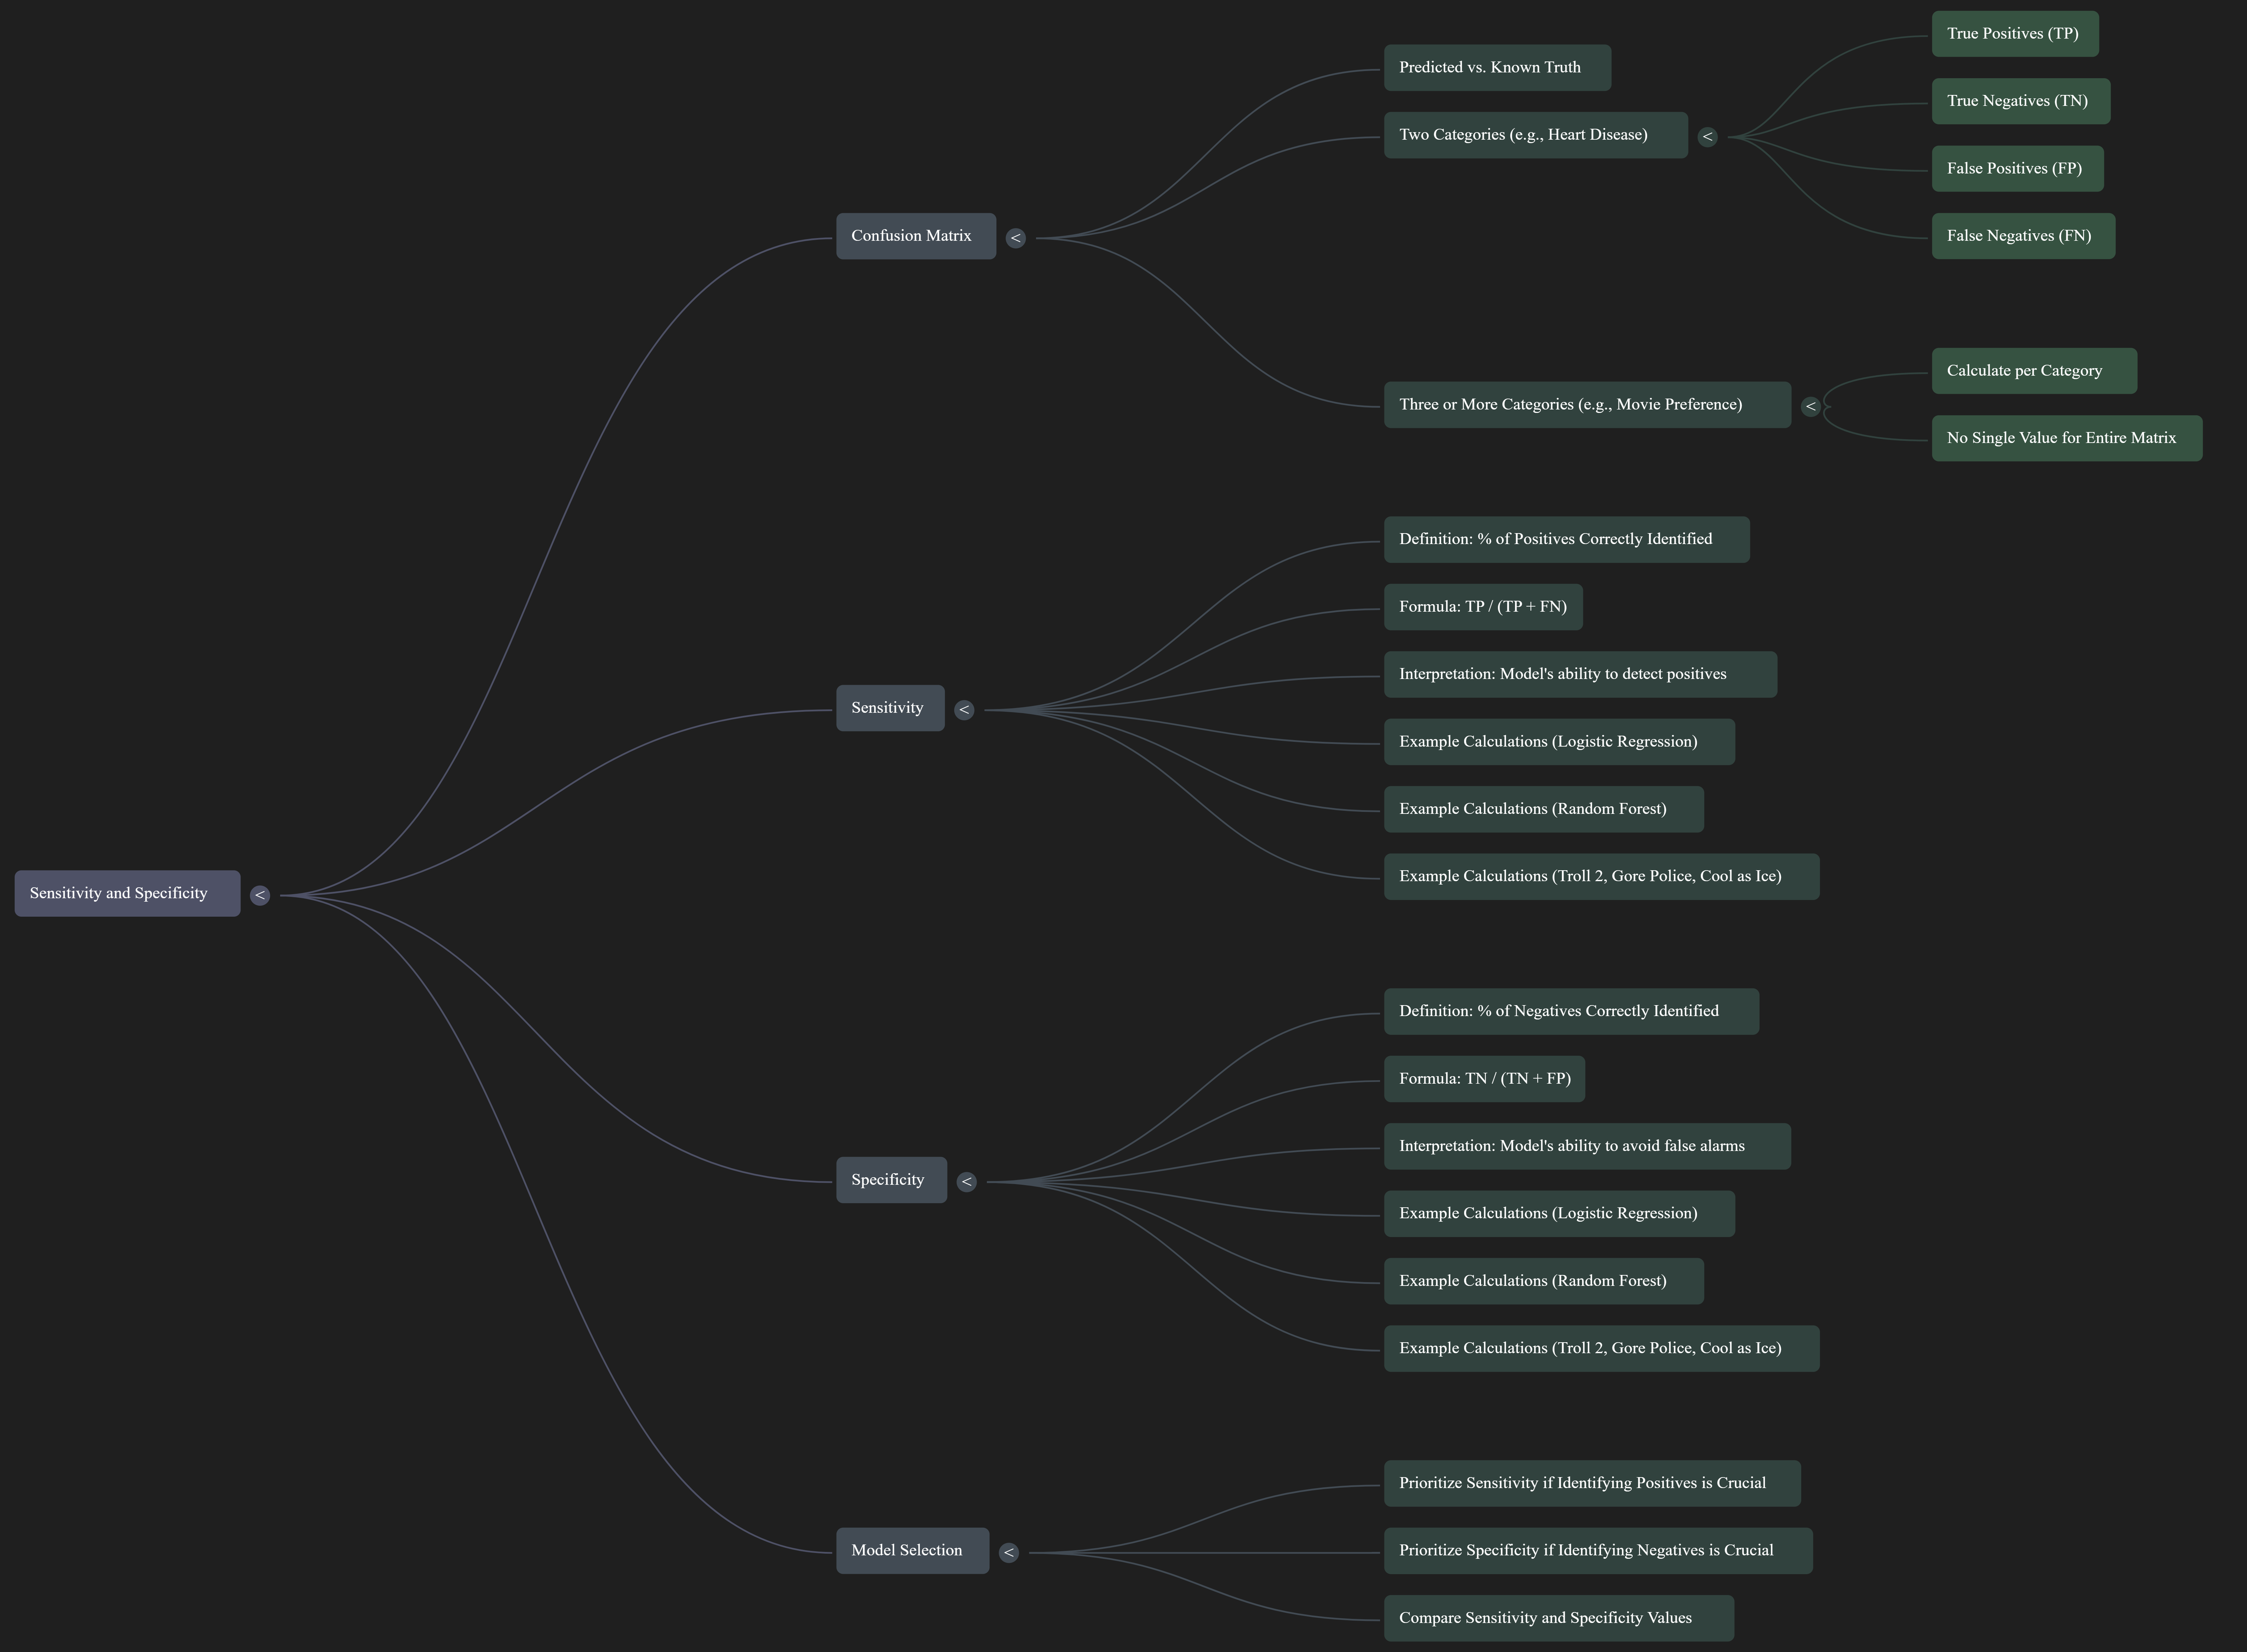 Sensitivity and Specificity
<
Confusion Matrix
<
Predicted vs. Known Truth
Two Categories (e.g., Heart Disease)
<
True Positives (TP)
True Negatives (TN)
False Positives (FP)
False Negatives (FN)
Three or More Categories (e.g., Movie Preference)
<
Calculate per Category
No Single Value for Entire Matrix
Sensitivity
<
Definition: % of Positives Correctly Identified
Formula: TP / (TP + FN)
Interpretation: Model's ability to detect positives
Example Calculations (Logistic Regression)
Example Calculations (Random Forest)
Example Calculations (Troll 2, Gore Police, Cool as Ice)
Specificity
<
Definition: % of Negatives Correctly Identified
Formula: TN / (TN + FP)
Interpretation: Model's ability to avoid false alarms
Example Calculations (Logistic Regression)
Example Calculations (Random Forest)
Example Calculations (Troll 2, Gore Police, Cool as Ice)
Model Selection
<
Prioritize Sensitivity if Identifying Positives is Crucial
Prioritize Specificity if Identifying Negatives is Crucial
Compare Sensitivity and Specificity Values